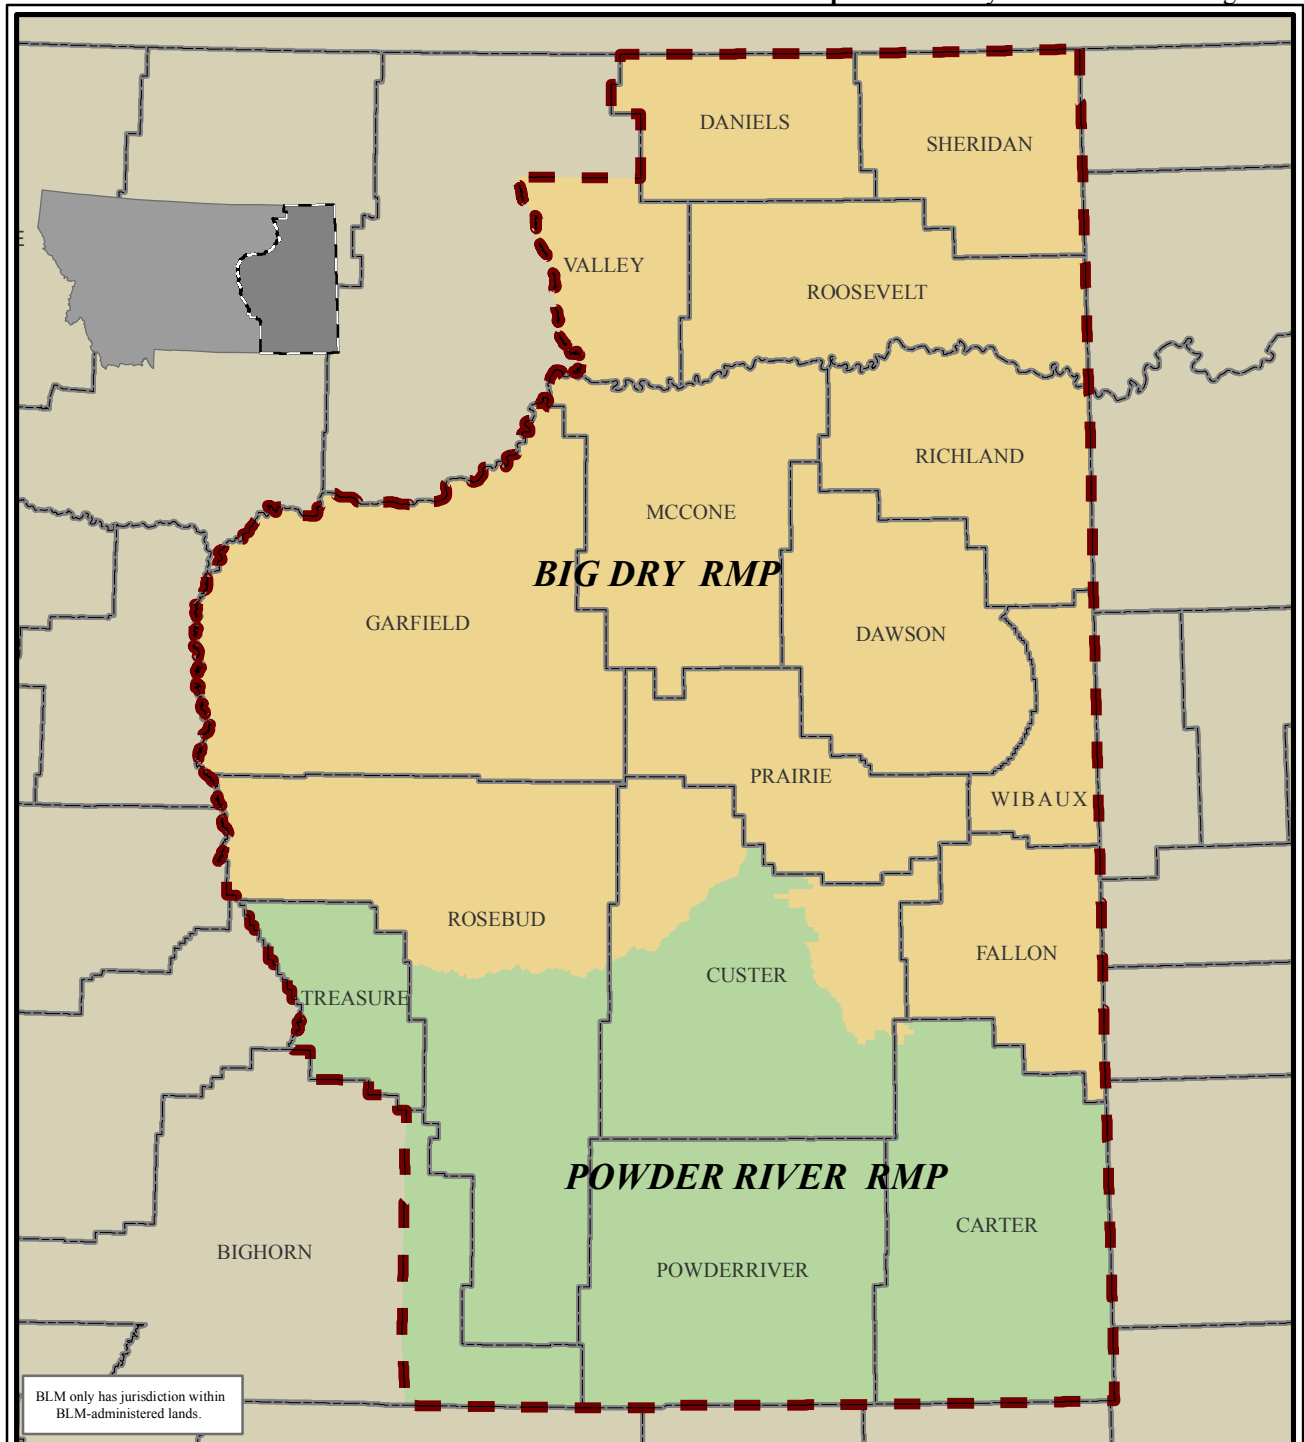 DANIELS
SHERIDAN
VALLEY
ROOSEVELT
RICHLAND
MCCONE
BIG DRY RMP
GARFIELD
DAWSON
PRAIRIE
WIBAUX
ROSEBUD
FALLON
CUSTER
TREASURE
POWDER RIVER RMP
CARTER
BIGHORN
POWDERRIVER
BLM only has jurisdiction within
BLM-administered lands.